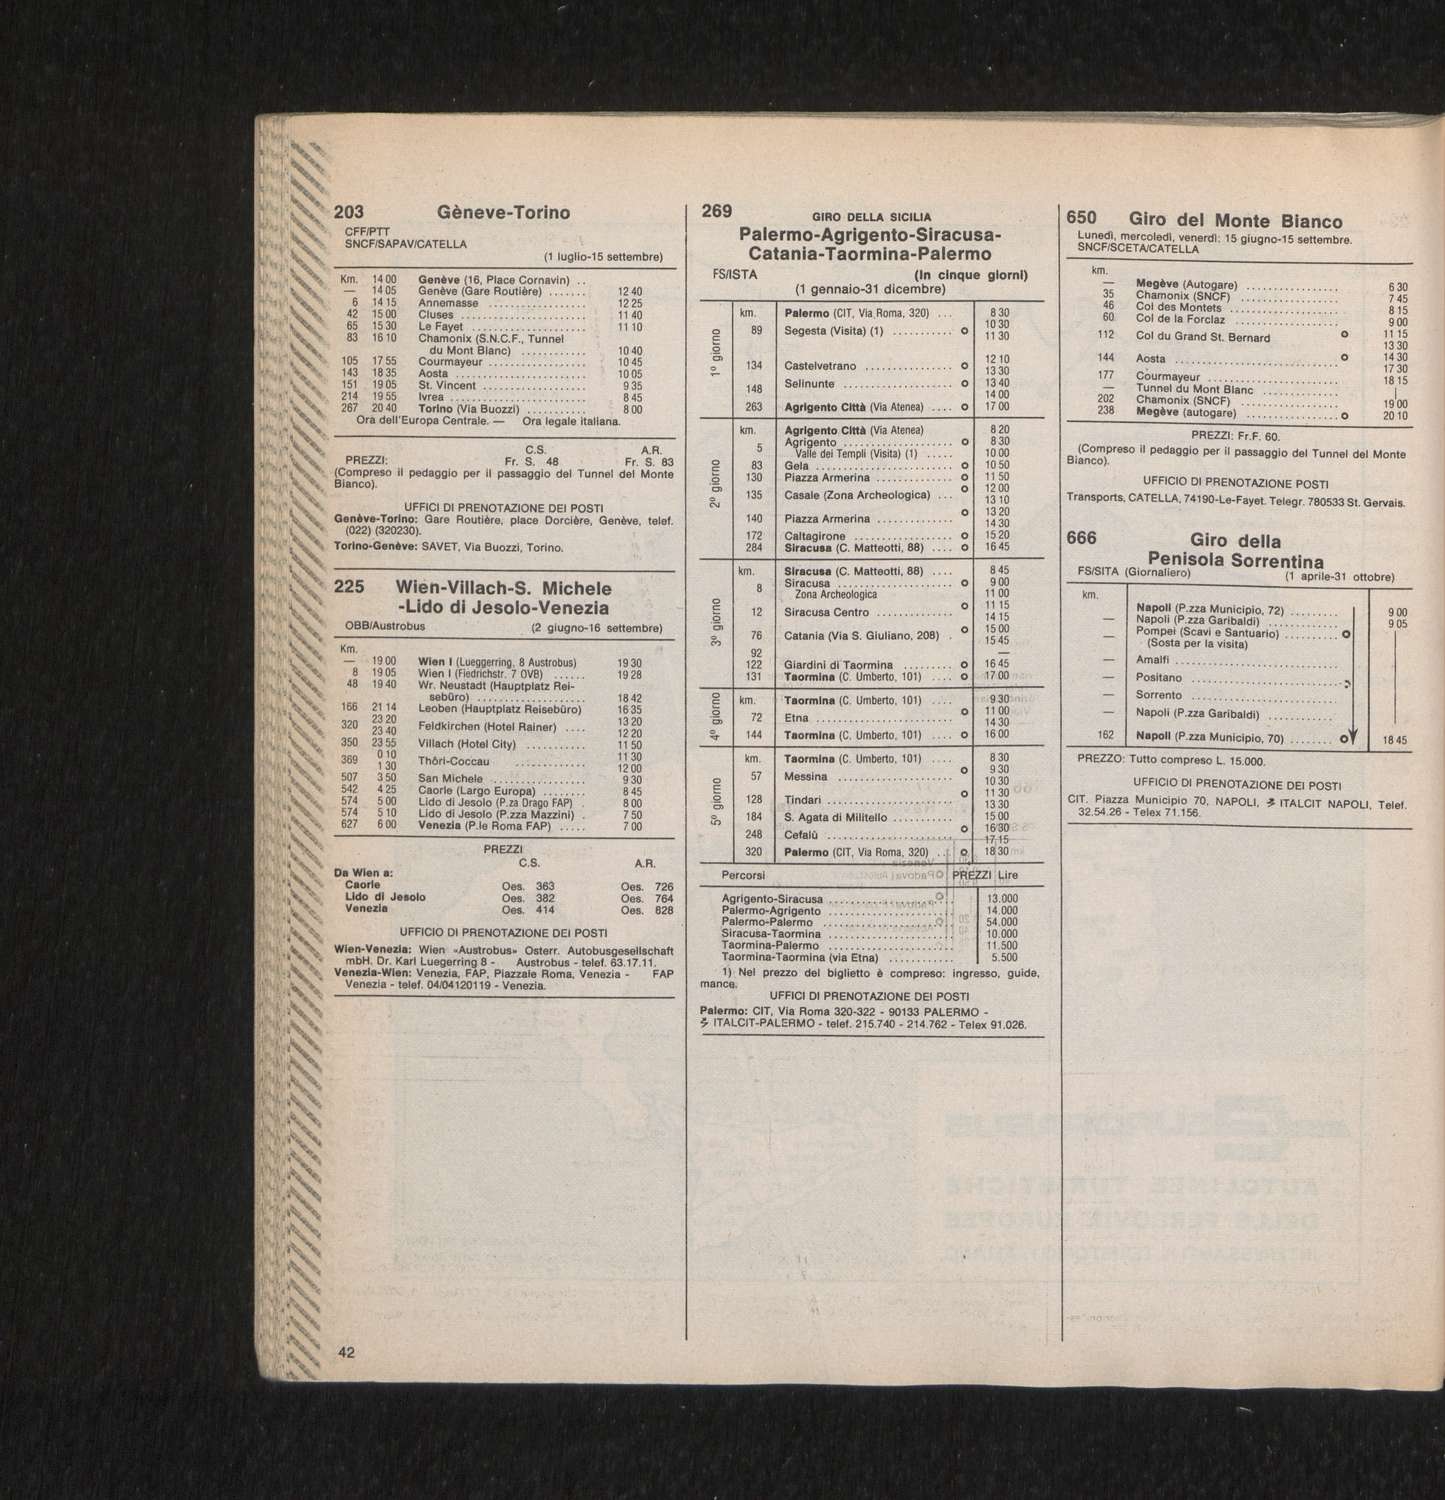 203 Gèneve-Torino
CFF/PTT
SNCF/SAPAV/CATELLA
(1 luglio-15 settembre)
Km. 14 00 Genève (16, Place Cornavin) ..
— 14 05 Genève (Gare Routière) ....... 12 40
6 14 15 Annemasse ................. 12 25
42 15 00 Cluses ...................... 11 40
65 15 30 Le Fayet .................... 11 10
83 16 10 Chamonix (S.N.C.F., Tunnel
du Mont Blanc) ............ 10 40
105 17 55 Courmayeur ................. 10 45
143 18 35 Aosta ....................... 10 05
151 19 05 St. Vincent .................. 9 35
214 19 55 Ivrea ........................ 8 45
267 20 40 Torino (Via Buozzi) .......... 8 00
Ora dell'Europa Centrale. — Ora legale italiana.
C.S. A.R.
PREZZI: Fr. S. 48 Fr. S. 83
(Compreso il pedaggio per il passaggio del Tunnel del Monte
Bianco).
UFFICI DI PRENOTAZIONE DEI POSTI
Genève-Torino: Gare Routière, place Dorcière, Genève, telef.
(022) (320230).
Torino-Genève: SAVET, Via Buozzi, Torino.
225 Wien-Villach-S. Michele
-Lido di Jesolo-Venezia
OBB/Austrobus (2 giugno-16 settembre)
Km.
— 19 00 Wien I (Lueggerring, 8 Austrobus) 19 30
8 19 05 Wien I (Fiedrichstr. 7 OVB) ...... 19 28
48 19 40 Wr. Neustadt (Hauptplatz Rei-
sebüro) ................... 18 42
166 21 14 Leoben (Hauptplatz Reisebüro) 16 35
320 23 20 Feldkirchen (Hotel Rainer) .... 13 20
23 40 12 20
350 23 55 Villach (Hotel City) ........... 11 50
369 0 10 Thöri-Coccau ............. 11 30
1 30 12 00
507 3 50 San Michele ................. 9 30
542 4 25 Caorle (Largo Europa) ........ 8 45
574 5 00 Lido di Jesolo (P.za Drago FAP) . 8 00
574 5 10 Lido di Jesolo (P.zza Mazzini) . 7 50
627 6 00 Venezia (P.le Roma FAP) ..... 7 00
PREZZI
C.S. A.R.
Da Wien a:
Caorle Oes. 363 Oes. 726
Lido di Jesolo Oes. 382 Oes. 764
Venezia Oes. 414 Oes. 828
UFFICIO DI PRENOTAZIONE DEI POSTI
Wien-Venezia: Wien «Austrobus» Osterr. Autobusgesellschaft
mbH. Dr. Karl Luegerring 8 - Austrobus - telef. 63.17.11.
Venezia-Wien: Venezia, FAP, Piazzale Roma, Venezia - FAP
Venezia - telef. 04/04120119 - Venezia.
42
269 GIRO DELLA SICILIA
Palermo-Agrigento-Siracusa-
Catania-Taormina-Palermo
FS/ISTA (In cinque giorni)
(1 gennaio-31 dicembre)
1º giorno
km. Palermo (CIT, Via Roma, 320) ... 8 30
89 Segesta (Visita) (1) ........... o 10 30
11 30
134 Castelvetrano ............... o 12 10
13 30
148 Selinunte .................. o 13 40
14 00
263 Agrigento Città (Via Atenea) .... o 17 00
2º giorno
km. Agrigento Città (Via Atenea) 8 20
5 Agrigento ................... o 8 30
Valle dei Templi (Visita) (1) ..... 10 00
83 Gela ........................ o 10 50
130 Piazza Armerina ............. o 11 50
135 Casale (Zona Archeologica) ... o 12 00
13 10
140 Piazza Armerina ............. o 13 20
14 30
172 Caltagirone ................. o 15 20
284 Siracusa (C. Matteotti, 88) .... o 16 45
3º giorno
km. Siracusa (C. Matteotti, 88) .... 8 45
8 Siracusa .................... o 9 00
Zona Archeologica 11 00
12 Siracusa Centro ............. o 11 15
14 15
76 Catania (Via S. Giuliano, 208) . o 15 00
15 45
92 —
122 Giardini di Taormina ........ o 16 45
131 Taormina (C. Umberto, 101) .... o 17 00
4º giorno
km. Taormina (C. Umberto, 101) .... 9 30
72 Etna ....................... o 11 00
14 30
144 Taormina (C. Umberto, 101) .... o 16 00
5º giorno
km. Taormina (C. Umberto, 101) .... 8 30
57 Messina .................... o 9 30
10 30
128 Tindari ...................... o 11 30
13 30
184 S. Agata di Militello .......... 15 00
248 Cefalù ...................... o 16 30
17 15
320 Palermo (CIT, Via Roma, 320) .. o 18 30
Percorsi PREZZI Lire
Agrigento-Siracusa ...................... 13.000
Palermo-Agrigento ...................... 14.000
Palermo-Palermo ....................... 54.000
Siracusa-Taormina ...................... 10.000
Taormina-Palermo ...................... 11.500
Taormina-Taormina (via Etna) ............ 5.500
1) Nel prezzo del biglietto è compreso: ingresso, guide,
mance.
UFFICI DI PRENOTAZIONE DEI POSTI
Palermo: CIT, Via Roma 320-322 - 90133 PALERMO -
ITALCIT-PALERMO - telef. 215.740 - 214.762 - Telex 91.026.
650 Giro del Monte Bianco
Lunedì, mercoledì, venerdì: 15 giugno-15 settembre.
SNCF/SCETA/CATELLA
km.
— Megève (Autogare) ................ 6 30
35 Chamonix (SNCF) ................. 7 45
46 Col des Montets .................... 8 15
60 Col de la Forclaz .................. 9 00
112 Col du Grand St. Bernard o 11 15
13 30
144 Aosta ............................ o 14 30
17 30
177 Courmayeur ....................... 18 15
— Tunnel du Mont Blanc .............. |
202 Chamonix (SNCF) ................. 19 00
238 Megève (autogare) ................ o 20 10
PREZZI: Fr.F. 60.
(Compreso il pedaggio per il passaggio del Tunnel del Monte
Bianco).
UFFICIO DI PRENOTAZIONE POSTI
Transports, CATELLA, 74190-Le-Fayet. Telegr. 780533 St. Gervais.
666 Giro della
Penisola Sorrentina
FS/SITA (Giornaliero) (1 aprile-31 ottobre)
km.
Napoli (P.zza Municipio, 72) ......... 9 00
— Napoli (P.zza Garibaldi) ............ 9 05
— Pompei (Scavi e Santuario) .......... o
(Sosta per la visita)
— Amalfi ............................
— Positano ..........................
— Sorrento .........................
— Napoli (P.zza Garibaldi) ............
162 Napoli (P.zza Municipio, 70) ........ o 18 45
PREZZO: Tutto compreso L. 15.000.
UFFICIO DI PRENOTAZIONE DEI POSTI
CIT. Piazza Municipio 70, NAPOLI, ITALCIT NAPOLI, Telef.
32.54.26 - Telex 71.156.